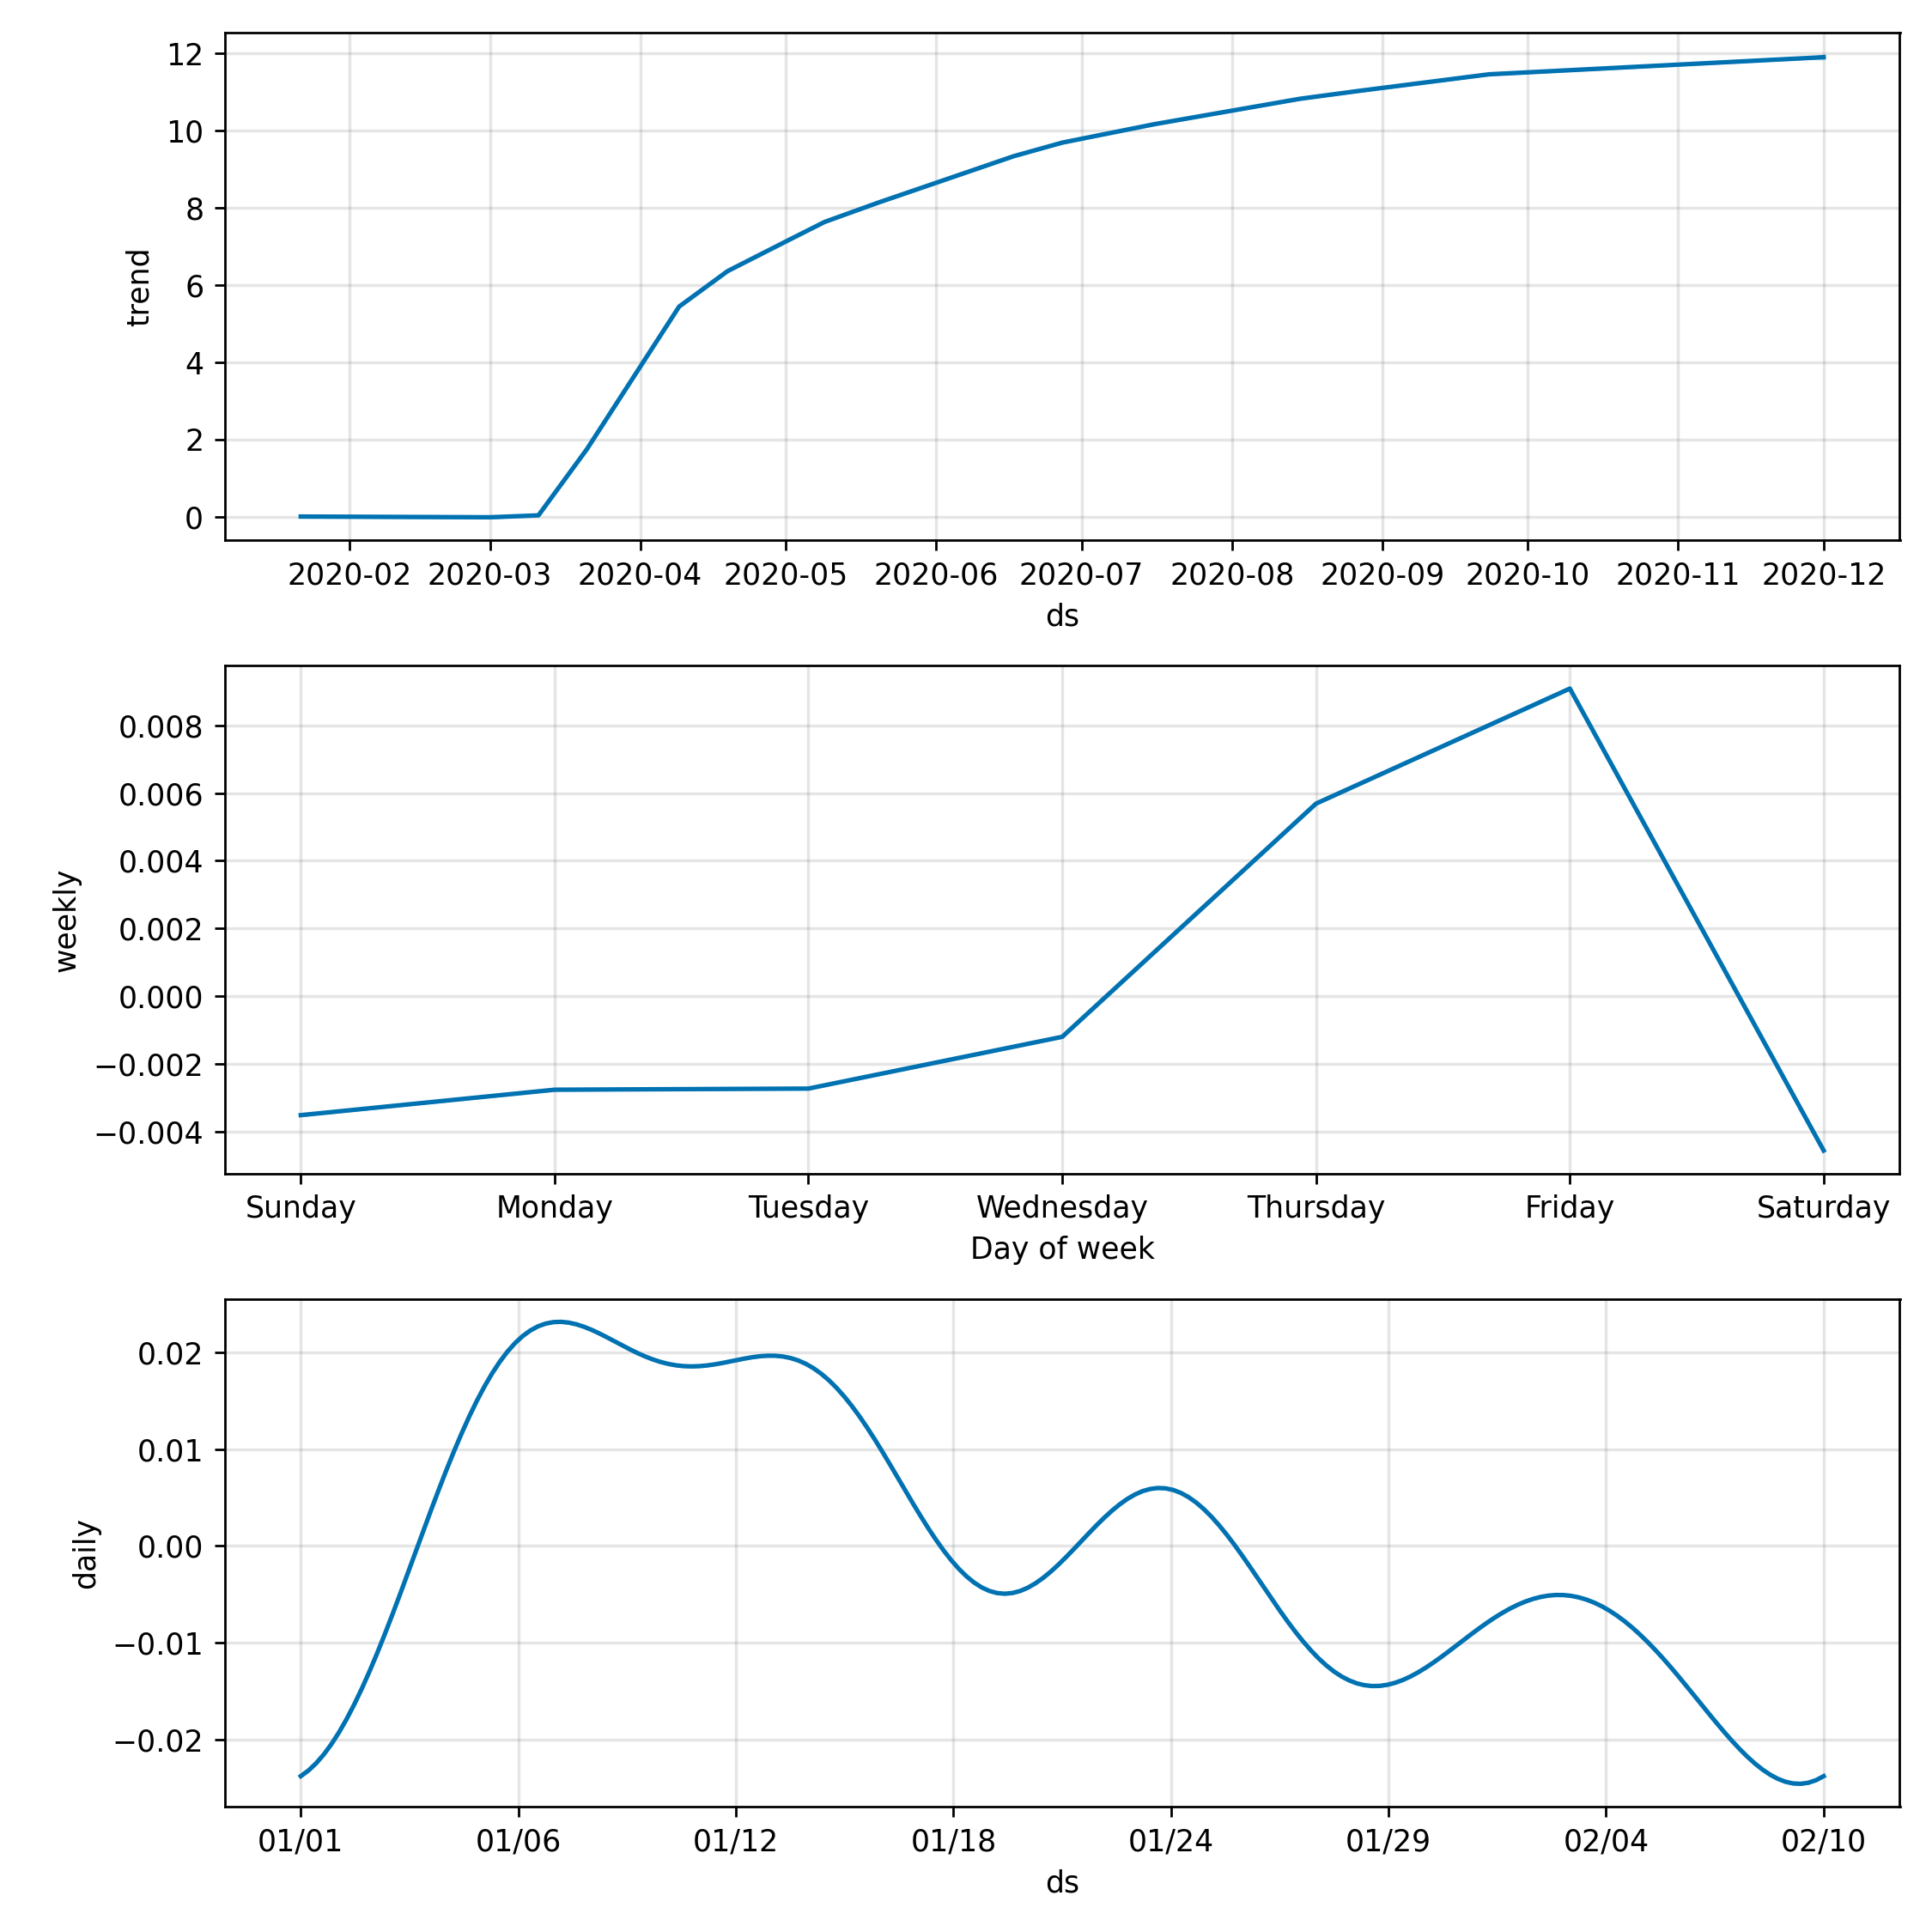 12
10
8
6
4
2
0
trend
2020-02 2020-03 2020-04 2020-05 2020-06 2020-07 2020-08 2020-09 2020-10 2020-11 2020-12
ds
0.008
0.006
0.004
0.002
0.000
−0.002
−0.004
weekly
Sunday Monday Tuesday Wednesday Thursday Friday Saturday
Day of week
0.02
0.01
0.00
−0.01
−0.02
daily
01/01 01/06 01/12 01/18 01/24 01/29 02/04 02/10
ds